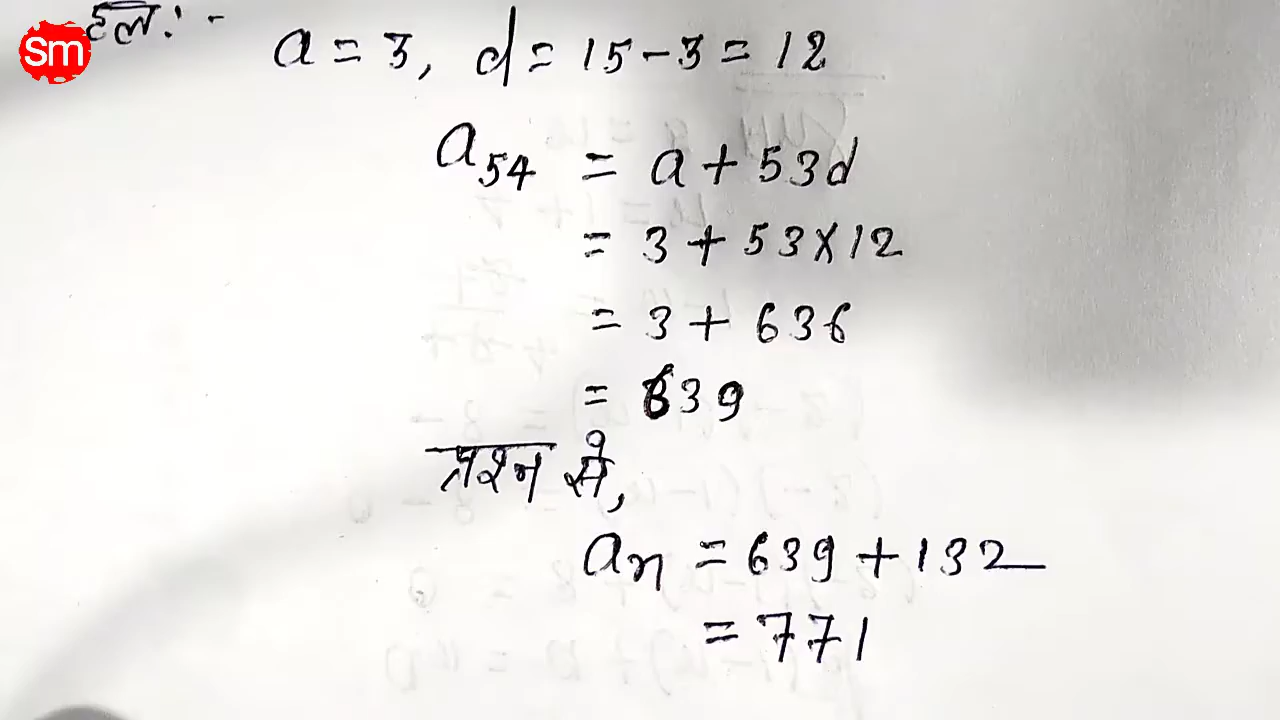 Sm
हल:-
a = 3, d = 15 - 3 = 12
a₅₄ = a + 53d
= 3 + 53 × 12
= 3 + 636
= 639
प्रश्न से,
aₙ = 639 + 132
= 771